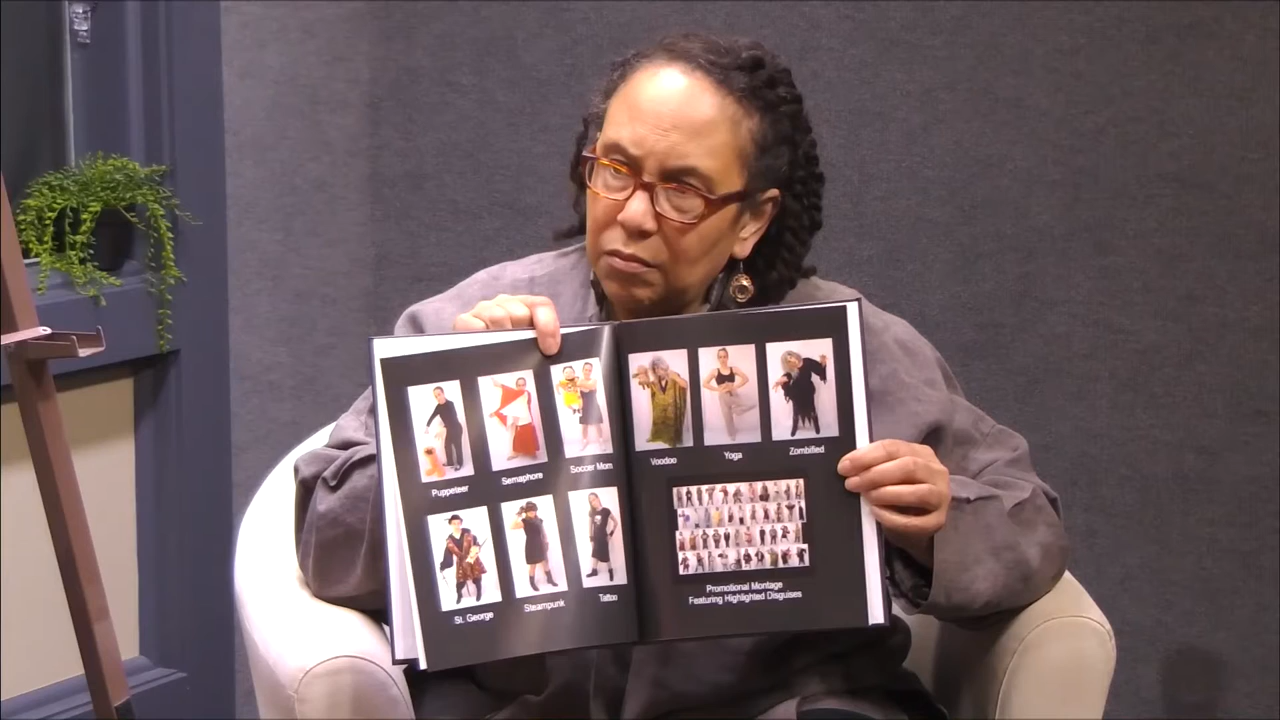 Puppeteer
Semaphore
Soccer Mom
St. George
Steampunk
Tattoo
Voodoo
Yoga
Zombified
Promotional Montage
Featuring Highlighted Disguises